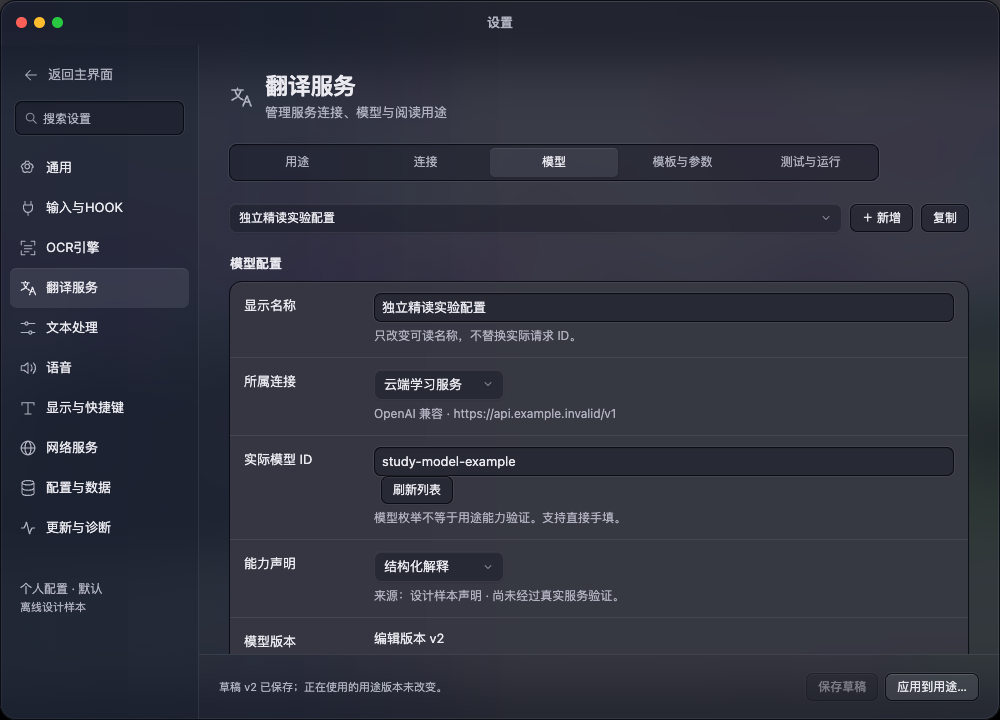 设置
返回主界面
搜索设置
通用
输入与HOOK
OCR引擎
翻译服务
文本处理
语音
显示与快捷键
网络服务
配置与数据
更新与诊断
个人配置 · 默认
离线设计样本
翻译服务
管理服务连接、模型与阅读用途
用途
连接
模型
模板与参数
测试与运行
独立精读实验配置
+ 新增
复制
模型配置
显示名称
独立精读实验配置
只改变可读名称，不替换实际请求 ID。
所属连接
云端学习服务
OpenAI 兼容 · https://api.example.invalid/v1
实际模型 ID
study-model-example
刷新列表
模型枚举不等于用途能力验证。支持直接手填。
能力声明
结构化解释
来源：设计样本声明 · 尚未经过真实服务验证。
模型版本
编辑版本 v2
草稿 v2 已保存；正在使用的用途版本未改变。
保存草稿
应用到用途...